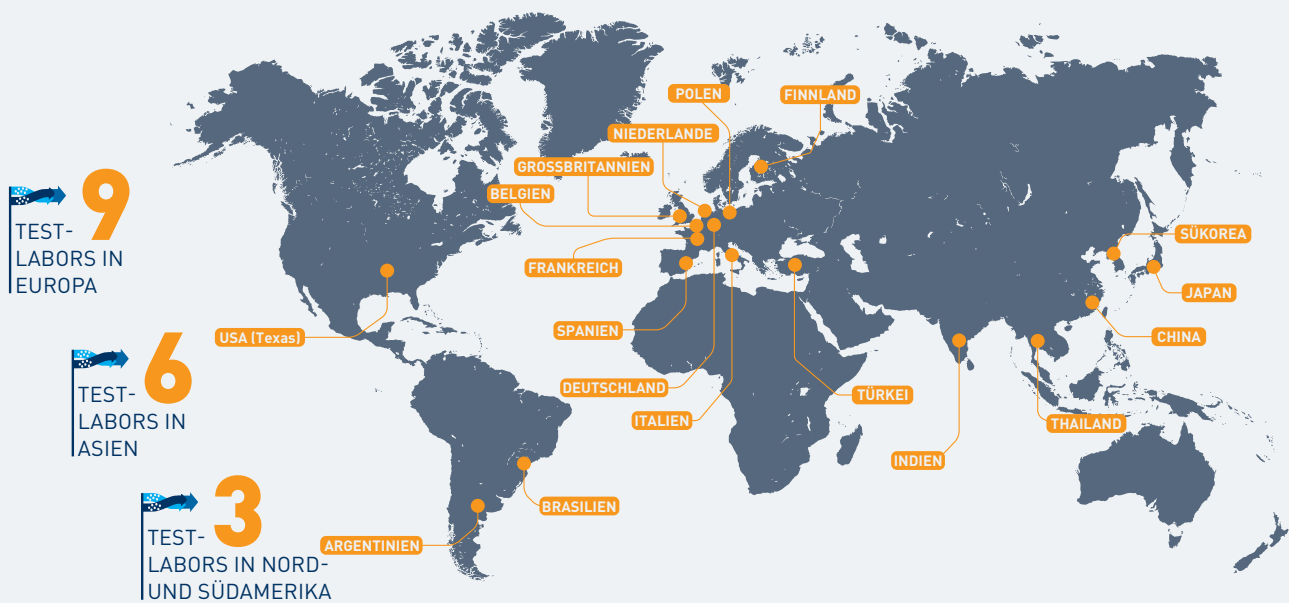 9
TEST-
LABORS IN
EUROPA
6
TEST-
LABORS IN
ASIEN
3
TEST-
LABORS IN NORD-
UND SÜDAMERIKA
POLEN
FINNLAND
NIEDERLANDE
GROSSBRITANNIEN
BELGIEN
FRANKREICH
SPANIEN
DEUTSCHLAND
ITALIEN
TÜRKEI
USA (Texas)
BRASILIEN
ARGENTINIEN
SÜKOREA
JAPAN
CHINA
THAILAND
INDIEN